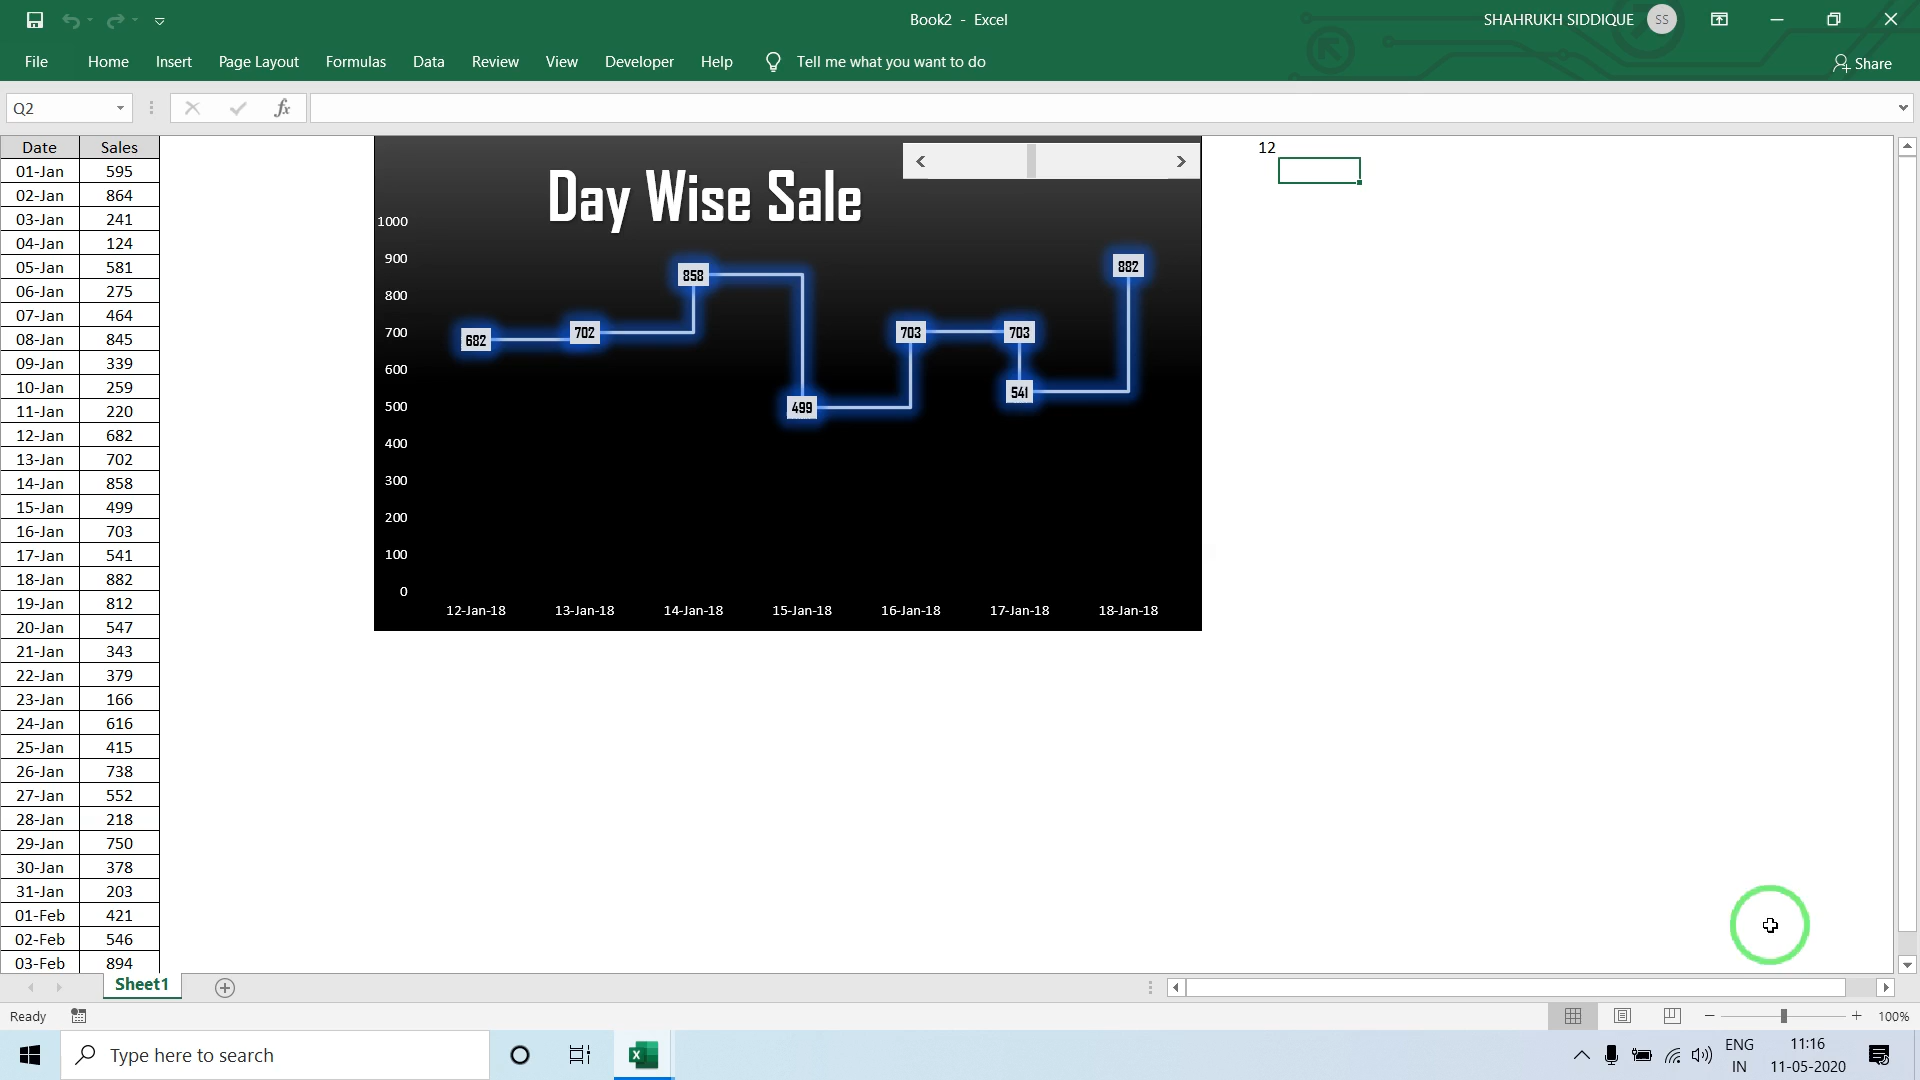 Book2 - Excel
SHAHRUKH SIDDIQUE SS
File Home Insert Page Layout Formulas Data Review View Developer Help Tell me what you want to do Share
Q2 fx
Date Sales
01-Jan 595
02-Jan 864
03-Jan 241
04-Jan 124
05-Jan 581
06-Jan 275
07-Jan 464
08-Jan 845
09-Jan 339
10-Jan 259
11-Jan 220
12-Jan 682
13-Jan 702
14-Jan 858
15-Jan 499
16-Jan 703
17-Jan 541
18-Jan 882
19-Jan 812
20-Jan 547
21-Jan 343
22-Jan 379
23-Jan 166
24-Jan 616
25-Jan 415
26-Jan 738
27-Jan 552
28-Jan 218
29-Jan 750
30-Jan 378
31-Jan 203
01-Feb 421
02-Feb 546
03-Feb 894
Day Wise Sale
1000
900
800
700
600
500
400
300
200
100
0
682
702
858
499
703
703
541
882
12-Jan-18 13-Jan-18 14-Jan-18 15-Jan-18 16-Jan-18 17-Jan-18 18-Jan-18
12
Sheet1
Ready
100%
Type here to search
ENG
IN
11:16
11-05-2020